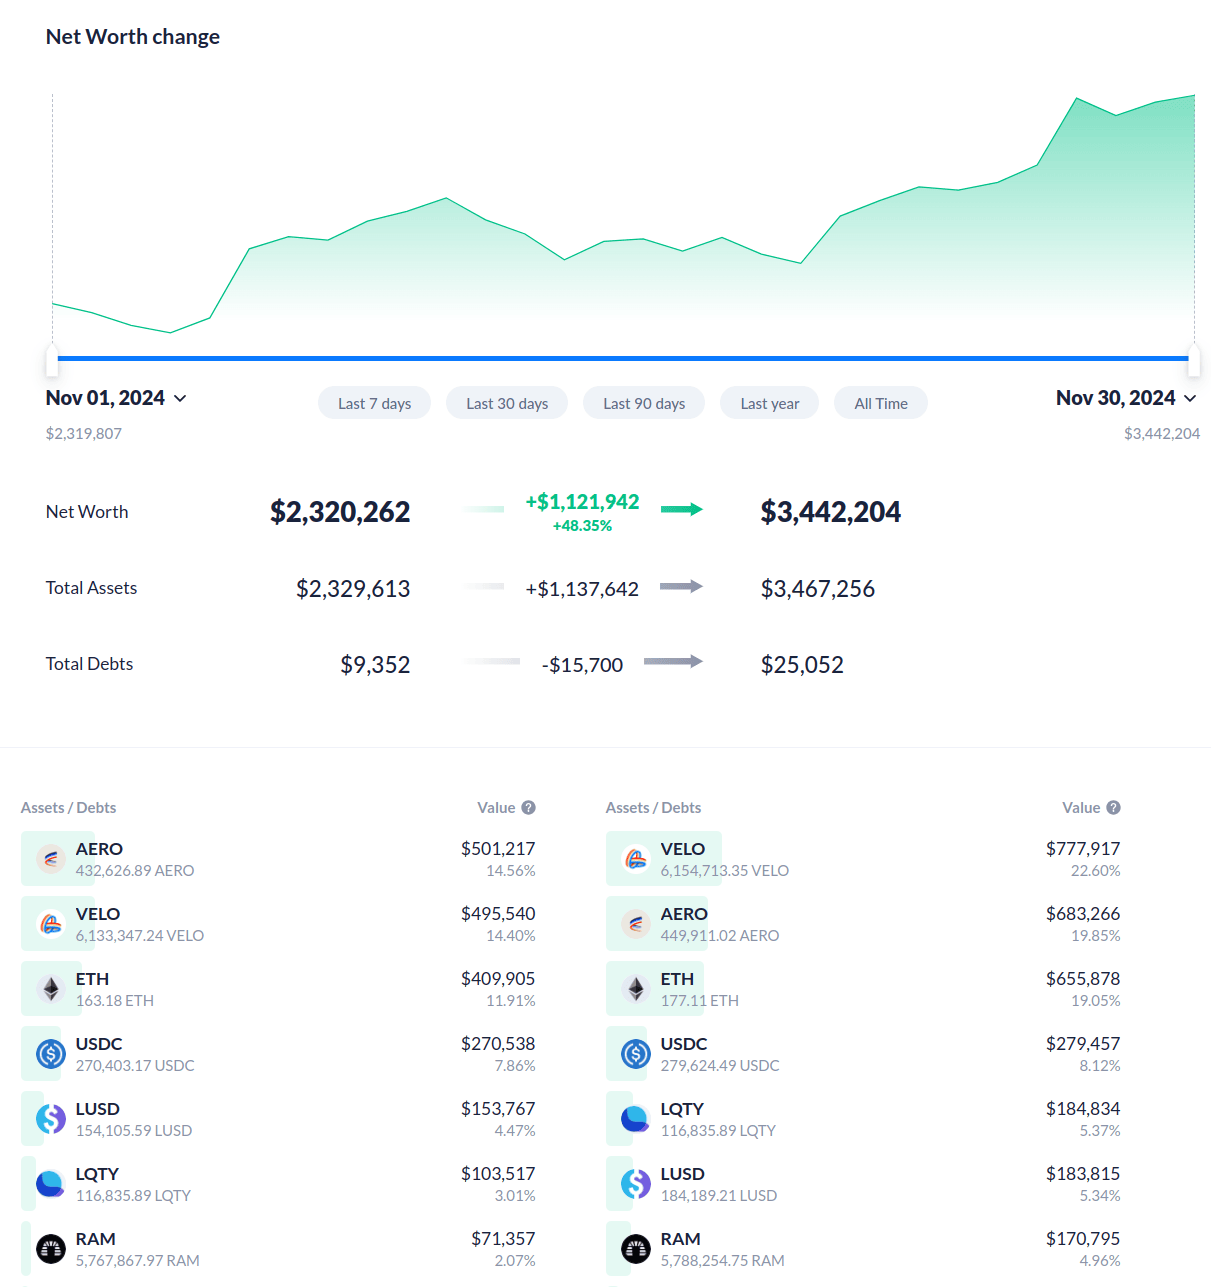 Net Worth change
Nov 01, 2024
Last 7 days
Last 30 days
Last 90 days
Last year
All Time
Nov 30, 2024
$2,319,807
$3,442,204
Net Worth
$2,320,262
+$1,121,942
+48.35%
$3,442,204
Total Assets
$2,329,613
+$1,137,642
$3,467,256
Total Debts
$9,352
-$15,700
$25,052
Assets / Debts
Value ?
AERO
$501,217
432,626.89 AERO
14.56%
VELO
$495,540
6,133,347.24 VELO
14.40%
ETH
$409,905
163.18 ETH
11.91%
USDC
$270,538
270,403.17 USDC
7.86%
LUSD
$153,767
154,105.59 LUSD
4.47%
LQTY
$103,517
116,835.89 LQTY
3.01%
RAM
$71,357
5,767,867.97 RAM
2.07%
Assets / Debts
Value ?
VELO
$777,917
6,154,713.35 VELO
22.60%
AERO
$683,266
449,911.02 AERO
19.85%
ETH
$655,878
177.11 ETH
19.05%
USDC
$279,457
279,624.49 USDC
8.12%
LQTY
$184,834
116,835.89 LQTY
5.37%
LUSD
$183,815
184,189.21 LUSD
5.34%
RAM
$170,795
5,788,254.75 RAM
4.96%